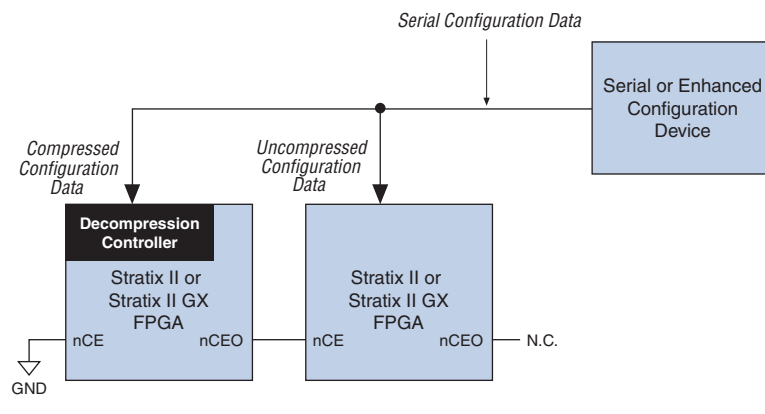 Serial Configuration Data
Serial or Enhanced
Configuration
Device
Compressed
Configuration
Data
Uncompressed
Configuration
Data
Decompression
Controller
Stratix II or
Stratix II GX
FPGA
nCE
nCEO
Stratix II or
Stratix II GX
FPGA
nCE
nCEO
N.C.
GND